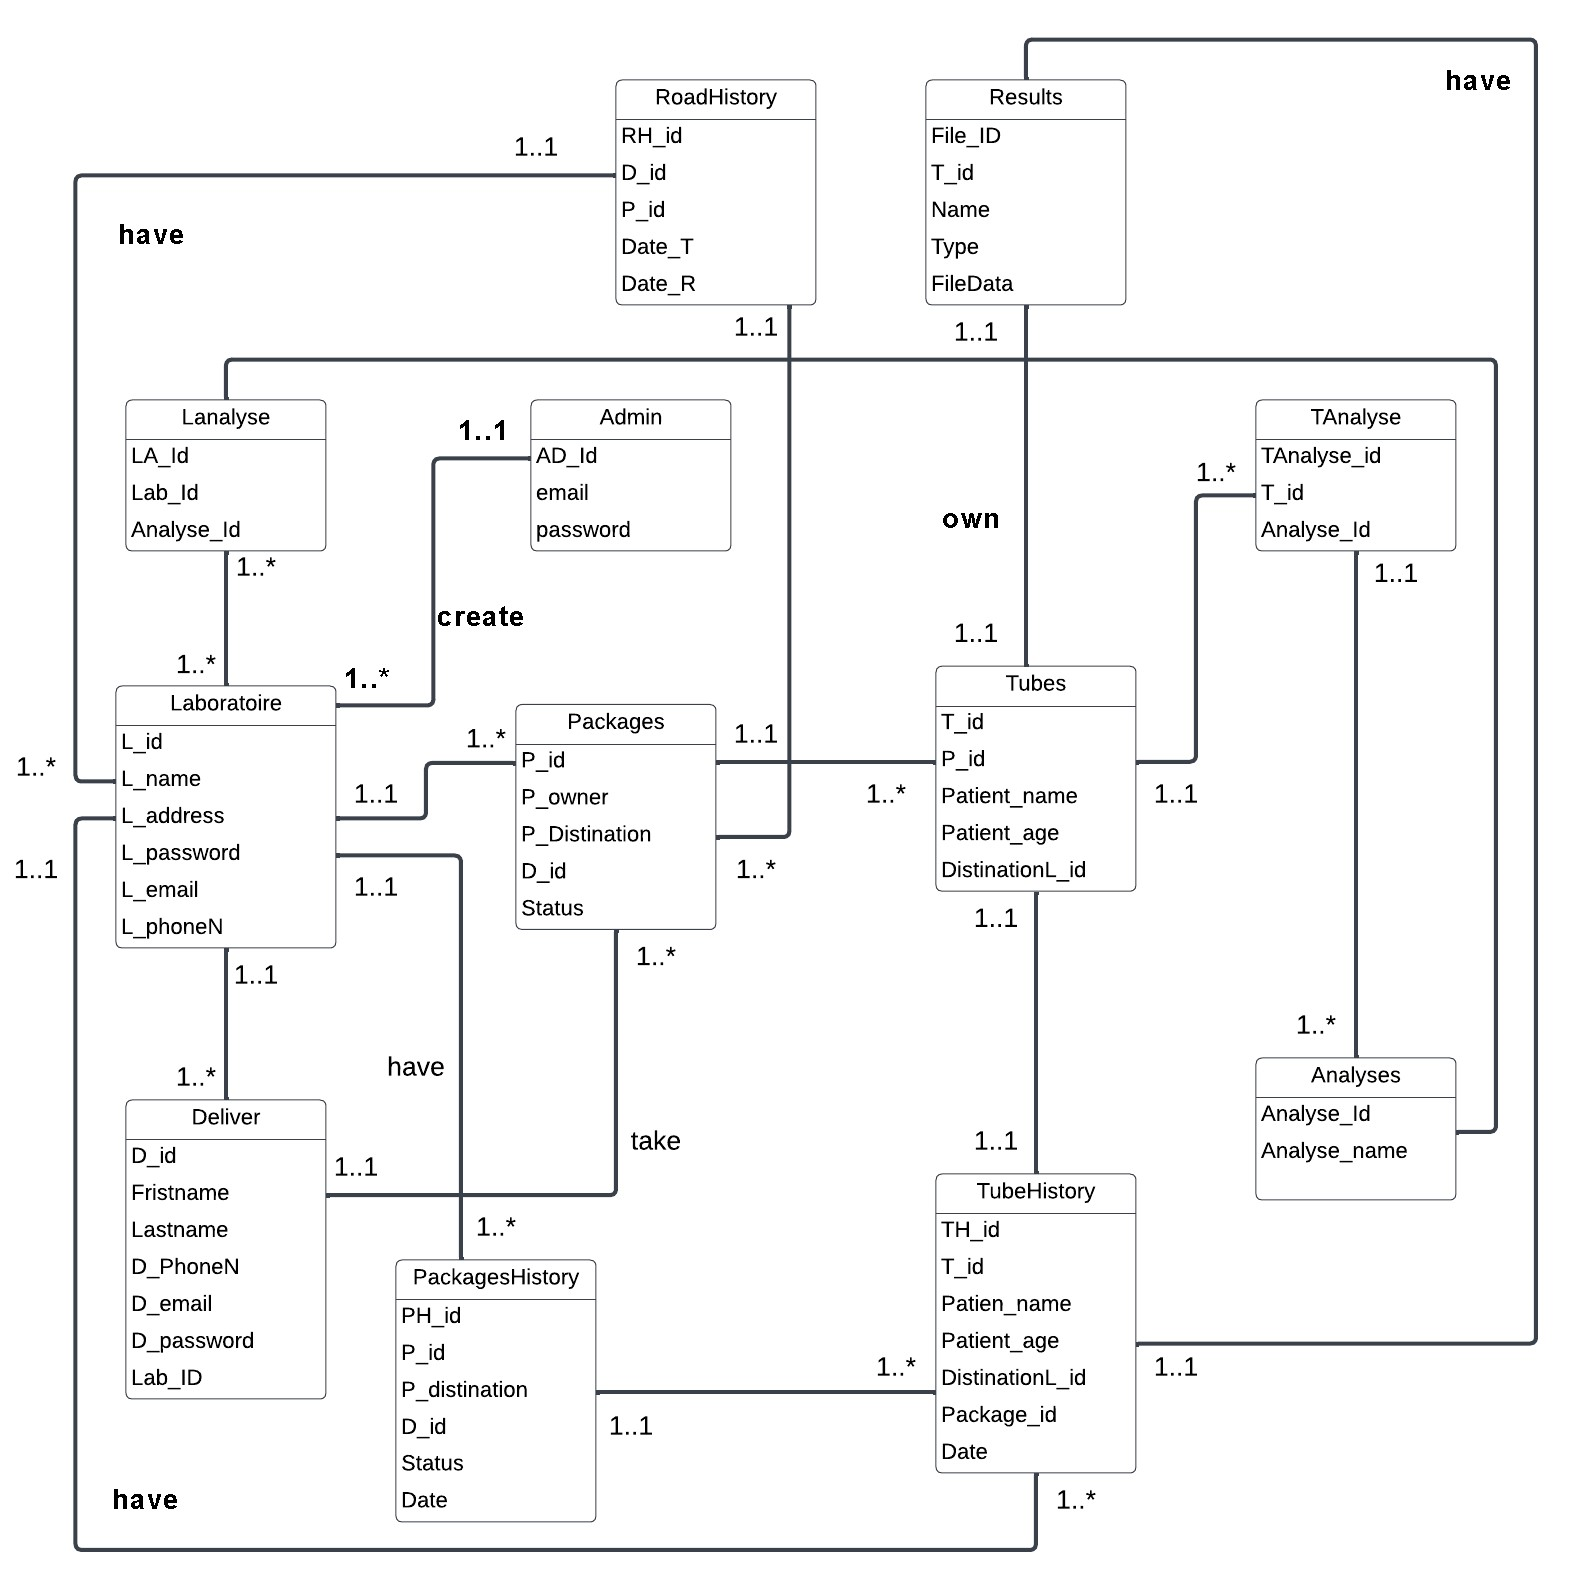 have
RoadHistory
RH_id
D_id
P_id
Date_T
Date_R
Results
File_ID
T_id
Name
Type
FileData
1..1
have
1..1
1..1
Lanalyse
LA_Id
Lab_Id
Analyse_Id
1..1
Admin
AD_Id
email
password
TAnalyse
TAnalyse_id
T_id
Analyse_Id
1..*
own
1..*
1..1
create
1..1
1..*
1..*
Laboratoire
L_id
L_name
L_address
L_password
L_email
L_phoneN
Packages
P_id
P_owner
P_Distination
D_id
Status
Tubes
T_id
P_id
Patient_name
Patient_age
DistinationL_id
1..*
1..1
1..*
1..1
1..*
1..1
1..1
1..*
1..1
1..1
1..*
1..1
1..*
have
1..*
Deliver
D_id
Fristname
Lastname
D_PhoneN
D_email
D_password
Lab_ID
Analyses
Analyse_Id
Analyse_name
take
1..1
1..1
1..*
TubeHistory
TH_id
T_id
Patien_name
Patient_age
DistinationL_id
Package_id
Date
PackagesHistory
PH_id
P_id
P_distination
D_id
Status
Date
1..*
1..1
1..1
have
1..*